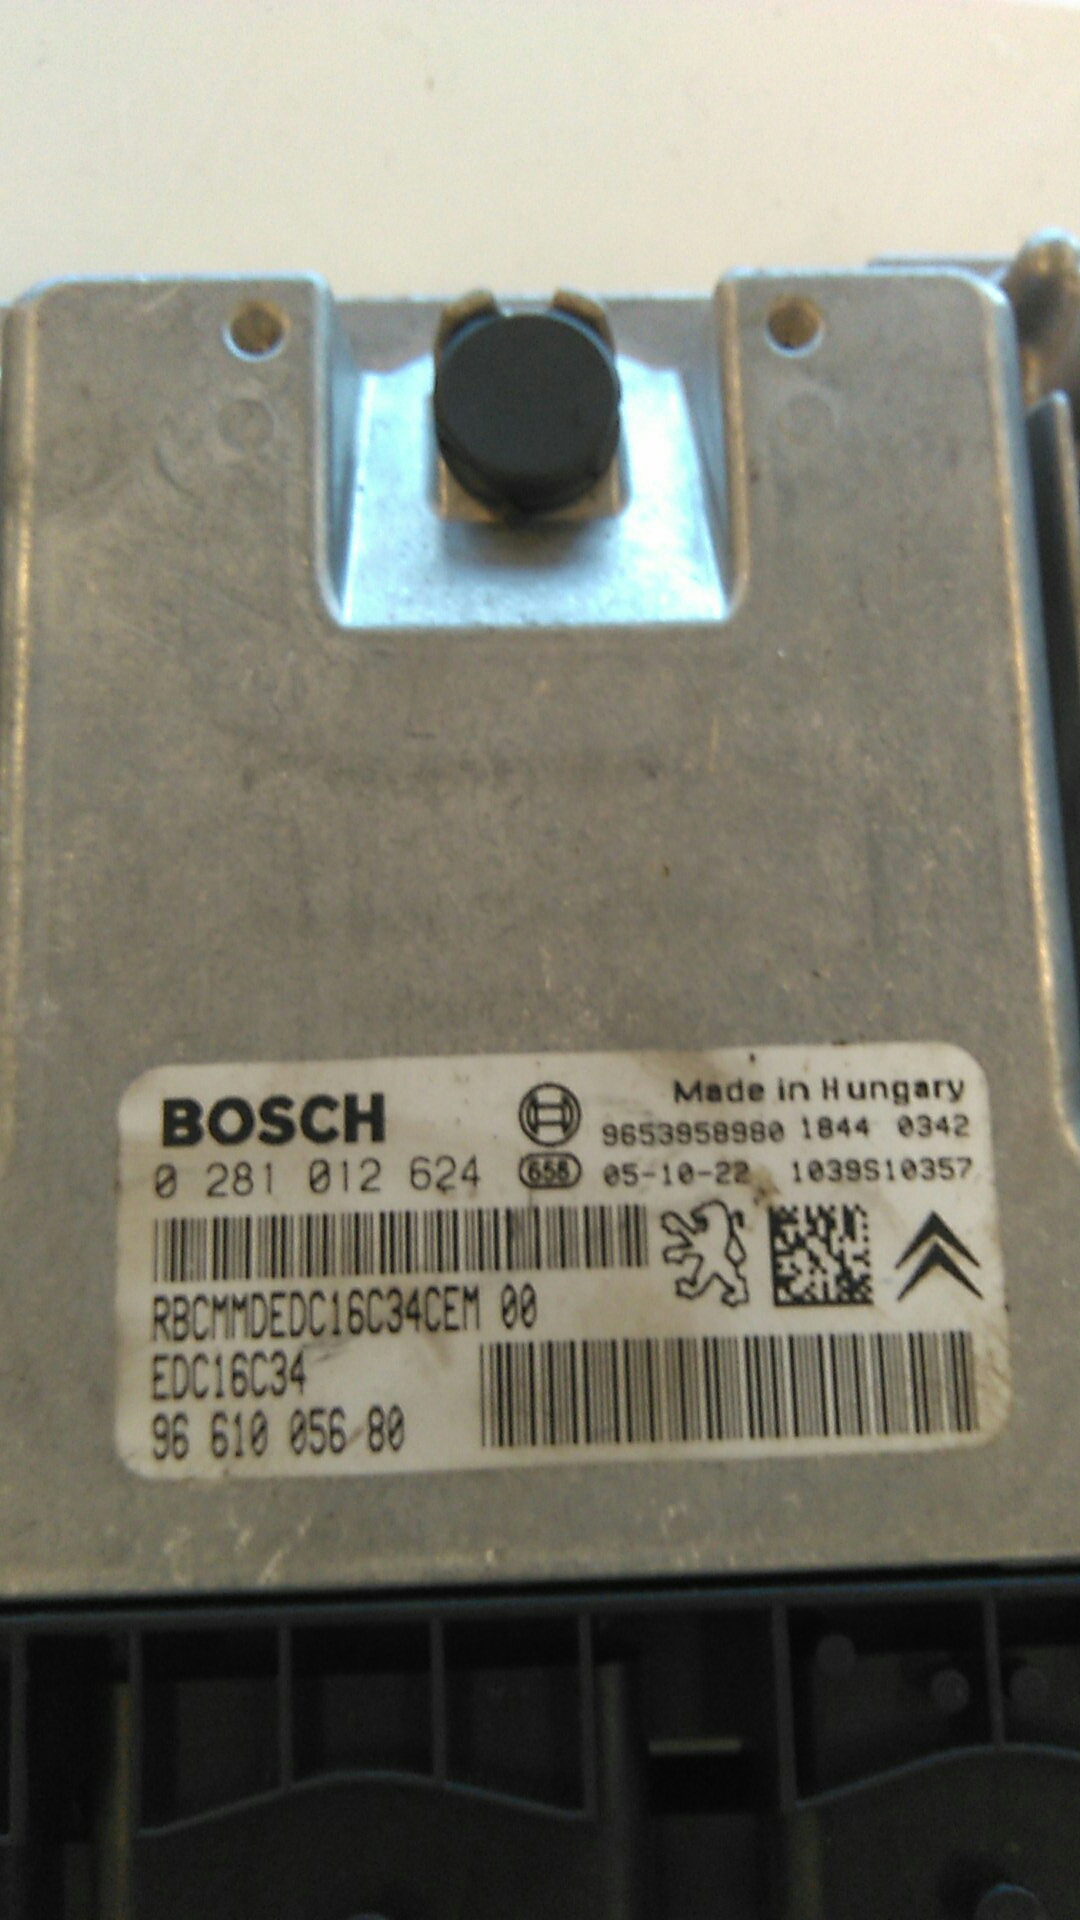 BOSCH
Made in Hungary
9653958980 1844 0342
0 281 012 624
658 05-10-22 1039S10357
RBCMMDEDC16C34CEM 00
EDC16C34
96 610 056 80